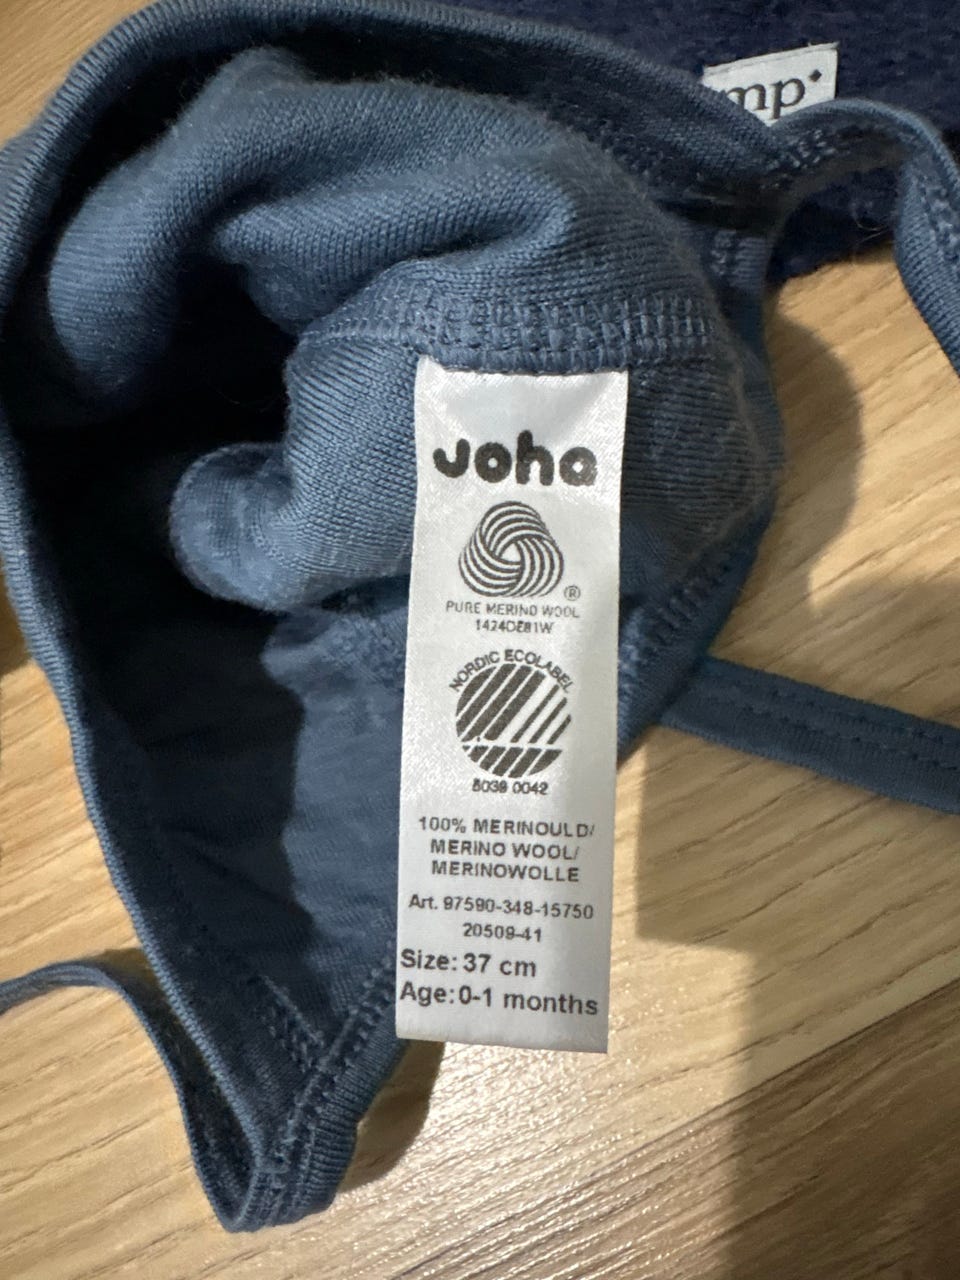 mp
Joha
®
PURE MERINO WOOL
1424DE81W
NORDIC ECOLABEL
5039 0042
100% MERINOULD/
MERINO WOOL/
MERINOWOLLE
Art. 97590-348-15750
20509-41
Size: 37 cm
Age: 0-1 months